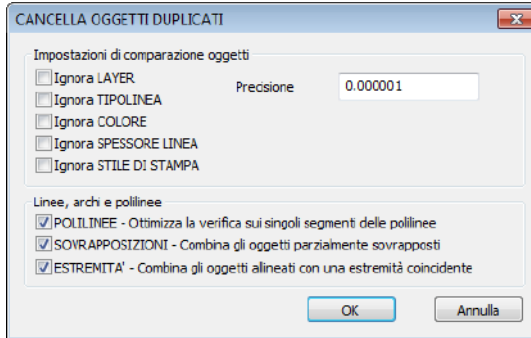 CANCELLA OGGETTI DUPLICATI
Impostazioni di comparazione oggetti
Ignora LAYER
Precisione 0.000001
Ignora TIPOLINEA
Ignora COLORE
Ignora SPESSORE LINEA
Ignora STILE DI STAMPA
Linee, archi e polilinee
POLILINEE - Ottimizza la verifica sui singoli segmenti delle polilinee
SOVRAPPOSIZIONI - Combina gli oggetti parzialmente sovrapposti
ESTREMITA' - Combina gli oggetti alineati con una estremità coincidente
OK Annulla